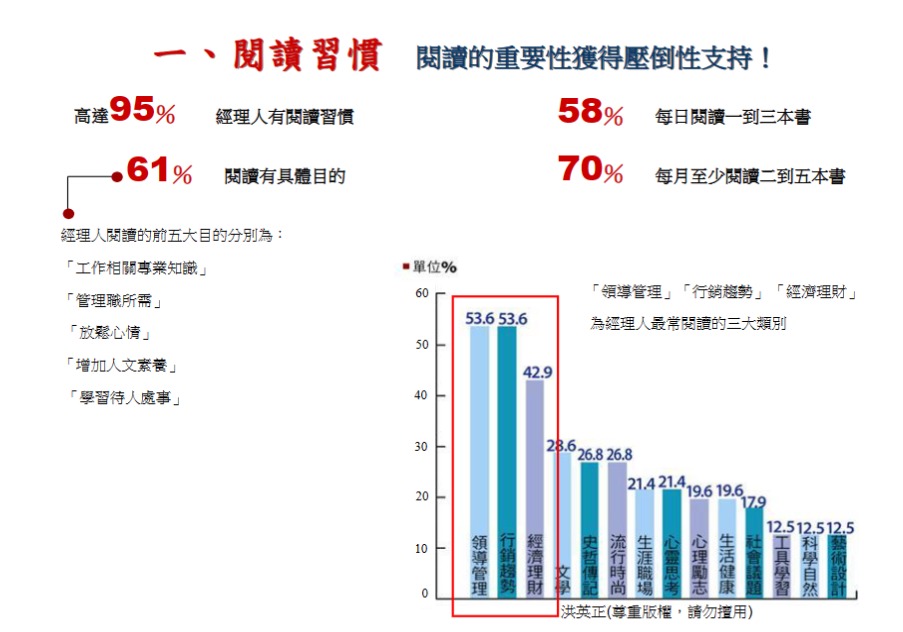 一、閱讀習慣 閱讀的重要性獲得壓倒性支持！
高達95% 經理人有閱讀習慣
58% 每日閱讀一到三本書
61% 閱讀有具體目的
70% 每月至少閱讀二到五本書
經理人閱讀的前五大目的分別為：
「工作相關專業知識」
「管理職所需」
「放鬆心情」
「增加人文素養」
「學習待人處事」
■單位%
「領導管理」「行銷趨勢」「經濟理財」
為經理人最常閱讀的三大類別
60
50
40
30
20
10
0
53.6
53.6
42.9
28.6
26.8
26.8
21.4
21.4
19.6
19.6
17.9
12.5
12.5
12.5
領導管理
行銷趨勢
經濟理財
文學
史哲傳記
流行時尚
生涯職場
心靈思考
心理勵志
生活健康
社會議題
工具學習
科學自然
藝術設計
洪英正(尊重版權，請勿擅用)